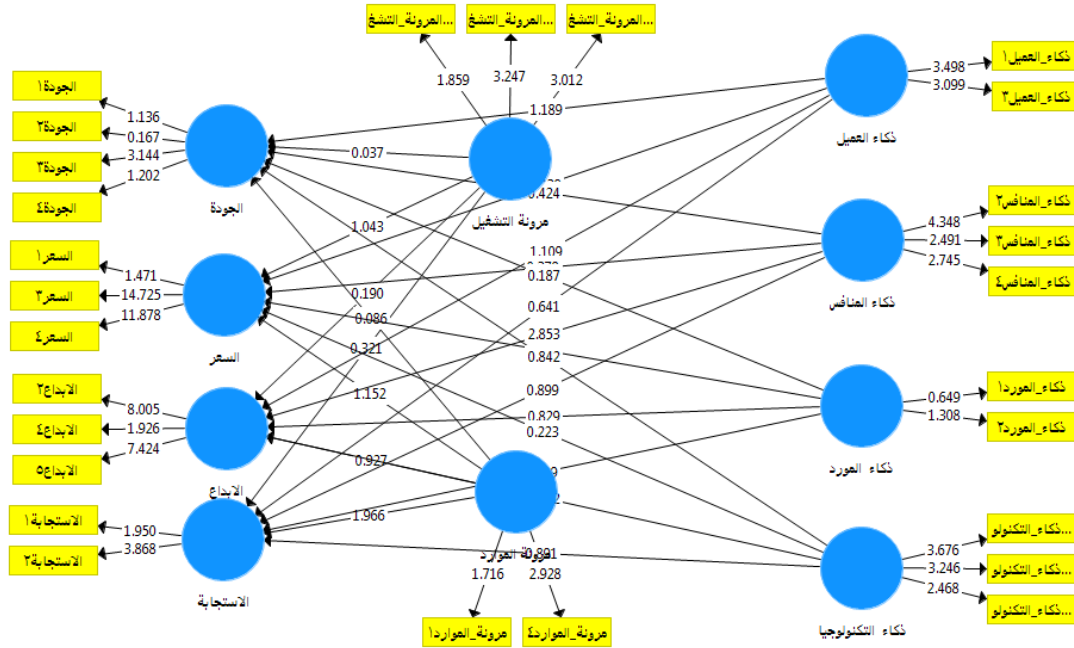 المرونة_التشغ...
المرونة_التشغ...
المرونة_التشغ...
1.859
3.247
3.012
ذكاء_العميل١
ذكاء_العميل٣
3.498
3.099
ذكاء العميل
الجودة١
الجودة٢
الجودة٣
الجودة٤
1.136
0.167
3.144
1.202
الجودة
1.189
0.037
0.424
مرونة التشغيل
ذكاء_المنافس٢
ذكاء_المنافس٣
ذكاء_المنافس٤
4.348
2.491
2.745
ذكاء المنافس
السعر١
السعر٣
السعر٤
1.471
14.725
11.878
السعر
1.043
1.109
0.187
0.190
0.086
0.321
0.641
2.853
0.842
ذكاء_المورد١
ذكاء_المورد٢
0.649
1.308
ذكاء المورد
الابداع٢
الابداع٤
الابداع٥
8.005
1.926
7.424
الابداع
1.152
0.899
0.829
0.223
0.927
1.966
الاستجابة١
الاستجابة٢
1.950
3.868
الاستجابة
مرونة الموارد
1.716
2.928
مرونة_الموارد١
مرونة_الموارد٤
ذكاء_التكنولو...
ذكاء_التكنولو...
ذكاء_التكنولو...
3.676
3.246
2.468
ذكاء التكنولوجيا